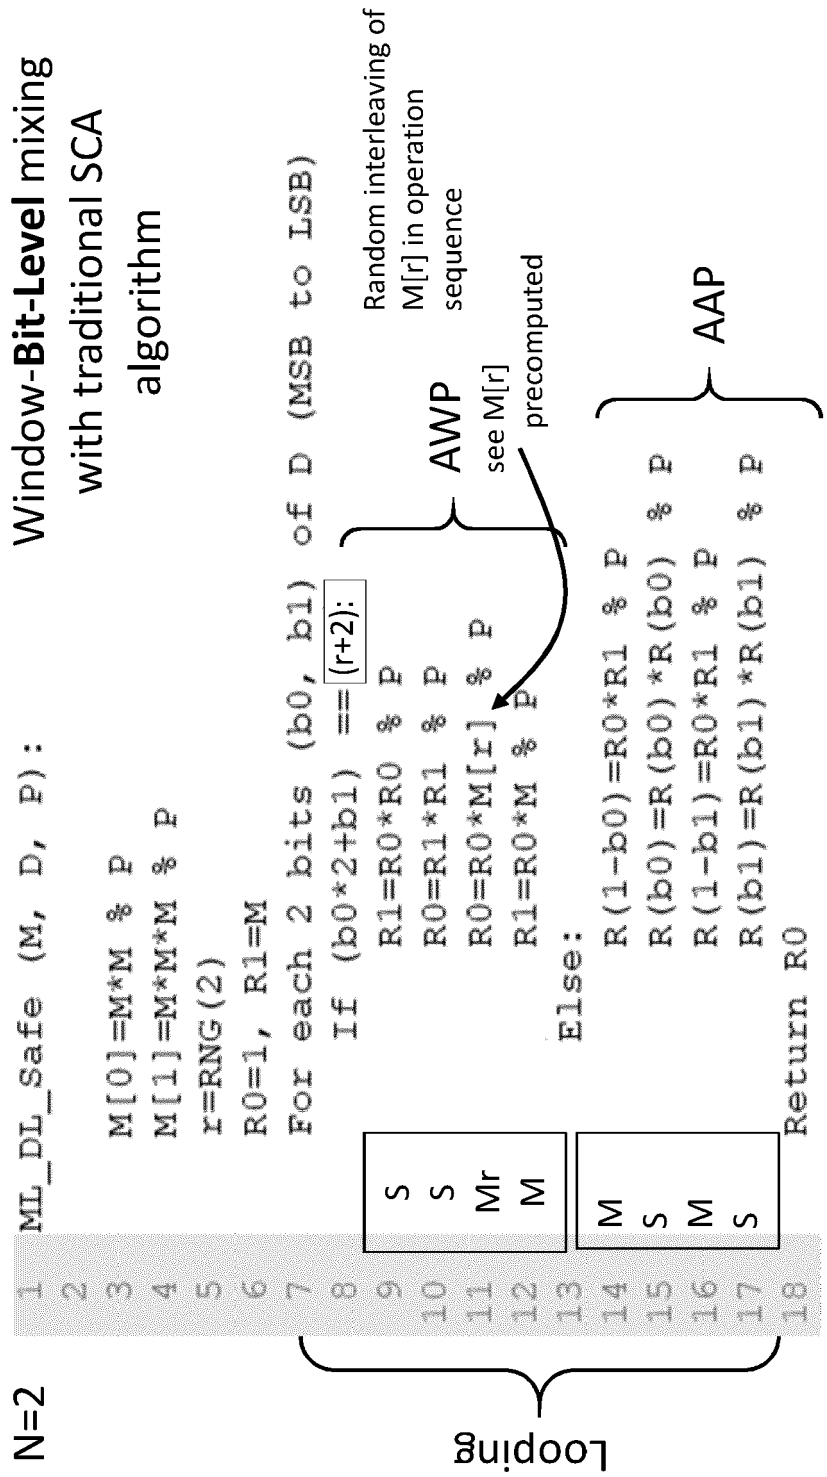 N=2
Window-Bit-Level mixing
with traditional SCA
algorithm
1 ML_DL_Safe (M, D, P):
2
3 M[0]=M*M % P
4 M[1]=M*M*M % P
5 r=RNG(2)
6 R0=1, R1=M
7 For each 2 bits (b0, b1) of D (MSB to LSB)
8 If (b0*2+b1) == (r+2):
9 S R1=R0*R0 % P
10 S R0=R1*R1 % P
11 Mr R0=R0*M[r] % P
12 M R1=R0*M % P
13 Else:
14 M R(1-b0)=R0*R1 % P
15 S R(b0)=R(b0)*R(b0) % P
16 M R(1-b1)=R0*R1 % P
17 S R(b1)=R(b1)*R(b1) % P
18 Return R0
Looping
AWP
see M[r]
precomputed
Random interleaving of
M[r] in operation
sequence
AAP